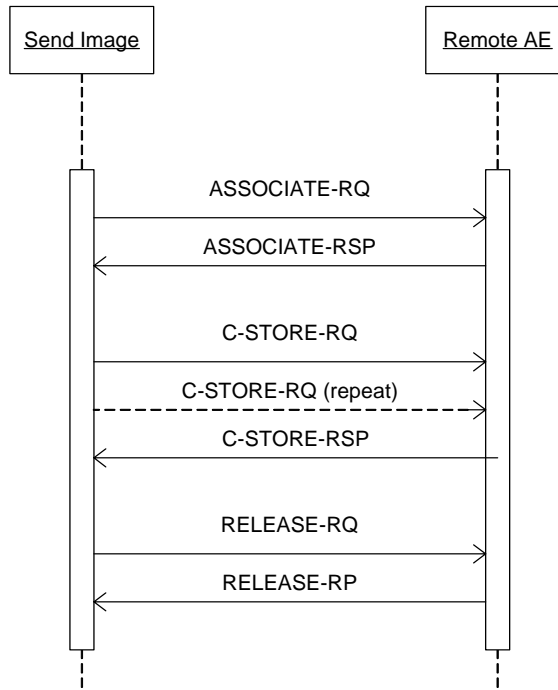 Send Image
Remote AE
ASSOCIATE-RQ
ASSOCIATE-RSP
C-STORE-RQ
C-STORE-RQ (repeat)
C-STORE-RSP
RELEASE-RQ
RELEASE-RP